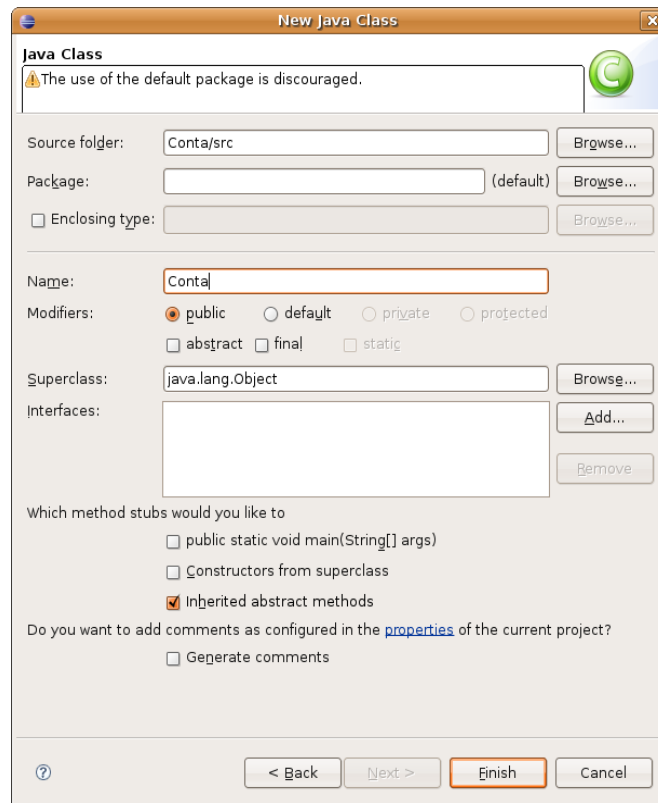 New Java Class
Java Class
The use of the default package is discouraged.
Source folder: Conta/src Browse...
Package: (default) Browse...
Enclosing type: Browse...
Name: Conta
Modifiers: public default private protected
abstract final static
Superclass: java.lang.Object Browse...
Interfaces: Add...
Remove
Which method stubs would you like to
public static void main(String[] args)
Constructors from superclass
Inherited abstract methods
Do you want to add comments as configured in the properties of the current project?
Generate comments
? < Back Next > Finish Cancel